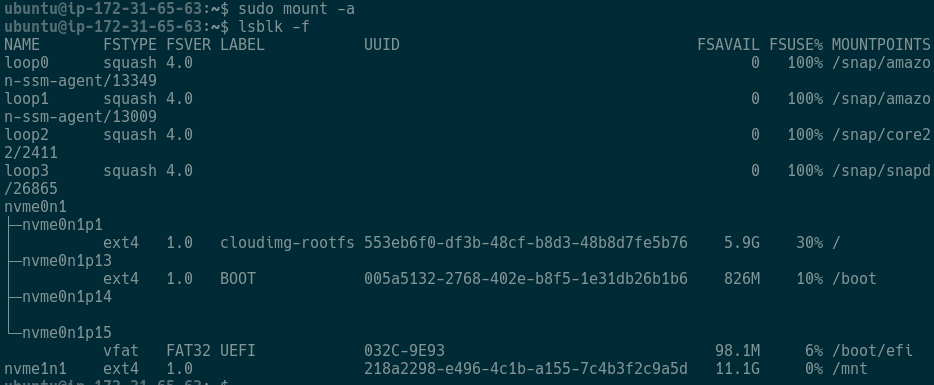 ubuntu@ip-172-31-65-63:~$ sudo mount -a
ubuntu@ip-172-31-65-63:~$ lsblk -f
NAME       FSTYPE FSVER LABEL          UUID                                 FSAVAIL FSUSE% MOUNTPOINTS
loop0      squash 4.0                                                             0   100% /snap/amazo
n-ssm-agent/13349
loop1      squash 4.0                                                             0   100% /snap/amazo
n-ssm-agent/13009
loop2      squash 4.0                                                             0   100% /snap/core2
2/2411
loop3      squash 4.0                                                             0   100% /snap/snapd
/26865
nvme0n1
├─nvme0n1p1
           ext4   1.0   cloudimg-rootfs 553eb6f0-df3b-48cf-b8d3-48b8d7fe5b76    5.9G    30% /
├─nvme0n1p13
           ext4   1.0   BOOT            005a5132-2768-402e-b8f5-1e31db26b1b6    826M    10% /boot
├─nvme0n1p14
└─nvme0n1p15
           vfat   FAT32 UEFI            032C-9E93                              98.1M     6% /boot/efi
nvme1n1    ext4   1.0                   218a2298-e496-4c1b-a155-7c4b3f2c9a5d   11.1G     0% /mnt
ubuntu@ip-172-31-65-63:~$